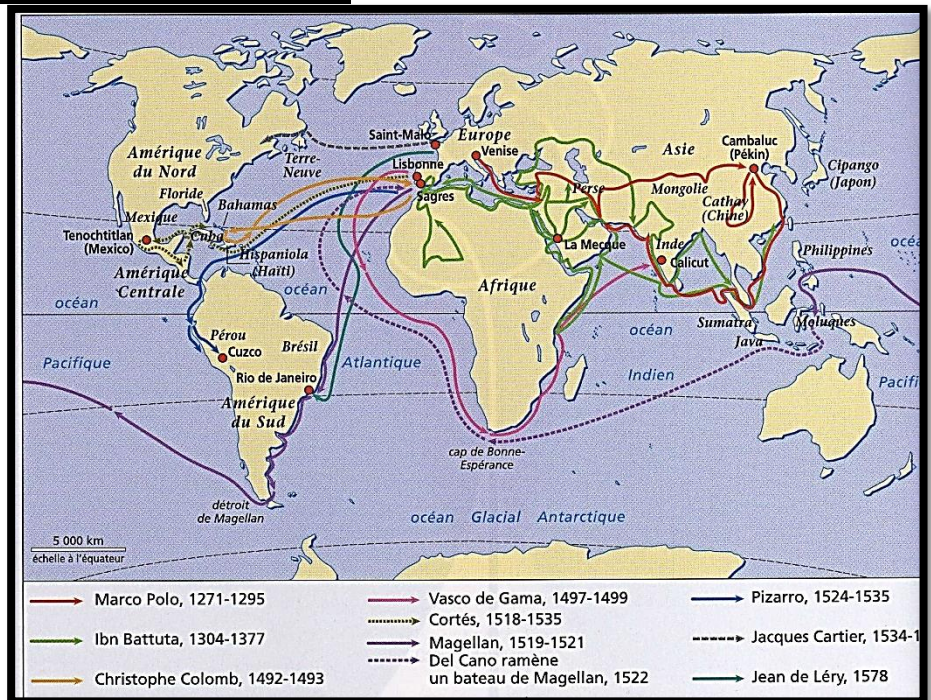 Saint-Malo
Europe
Venise
Lisbonne
Sagres
Amérique
du Nord
Terre-
Neuve
Floride
Bahamas
Mexique
Tenochtitlan
(Mexico)
Cuba
Hispaniola
(Haïti)
Amérique
Centrale
océan
Pacifique
océan
Atlantique
Pérou
Cuzco
Brésil
Rio de Janeiro
Amérique
du Sud
détroit
de Magellan
Afrique
cap de Bonne-
Espérance
Asie
Cambaluc
(Pékin)
Cipango
(Japon)
Perse
Mongolie
Cathay
(Chine)
La Mecque
Inde
Calicut
Philippines
océa
Sumatra
Java
Moluques
océan
Indien
Pacifi
océan Glacial Antarctique
5 000 km
échelle à l'équateur
Marco Polo, 1271-1295
Ibn Battuta, 1304-1377
Christophe Colomb, 1492-1493
Vasco de Gama, 1497-1499
Cortés, 1518-1535
Magellan, 1519-1521
Del Cano ramène
un bateau de Magellan, 1522
Pizarro, 1524-1535
Jacques Cartier, 1534-1
Jean de Léry, 1578